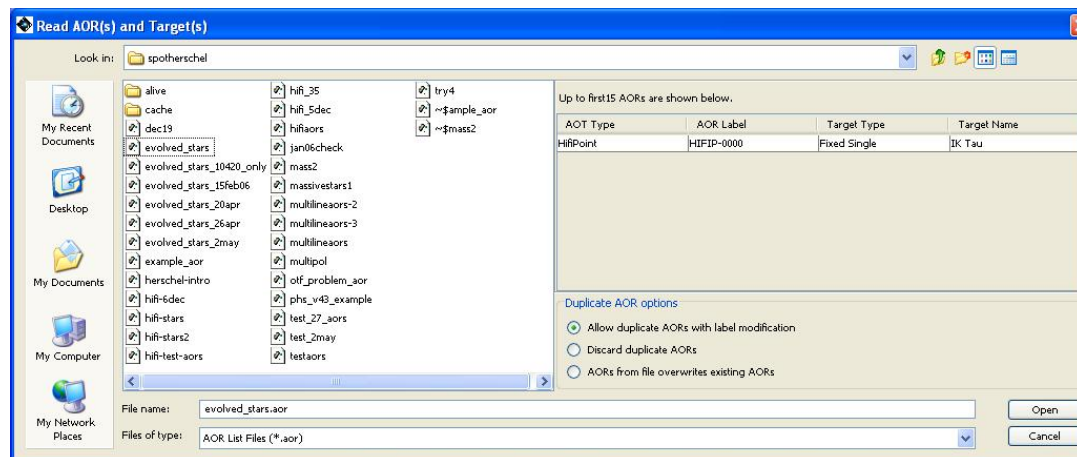 Read AOR(s) and Target(s)
Look in:
spotherschel
My Recent
Documents
Desktop
My Documents
My Computer
My Network
Places
alive
cache
dec19
evolved_stars
evolved_stars_10420_only
evolved_stars_15feb06
evolved_stars_20apr
evolved_stars_26apr
evolved_stars_2may
example_aor
herschel-intro
hifi-6dec
hifi-stars
hifi-stars2
hifi-test-aors
hifi_35
hifi_5dec
hifiaors
jan06check
mass2
massivestars1
multilineaors-2
multilineaors-3
multilineaors
multipol
otf_problem_aor
phs_v43_example
test_27_aors
test_2may
testaors
try4
~$ample_aor
~$mass2
Up to first15 AORs are shown below.
AOT Type AOR Label Target Type Target Name
HifiPoint HIFIP-0000 Fixed Single IK Tau
Duplicate AOR options
Allow duplicate AORs with label modification
Discard duplicate AORs
AORs from file overwrites existing AORs
File name: evolved_stars.aor
Open
Files of type: AOR List Files (*.aor)
Cancel